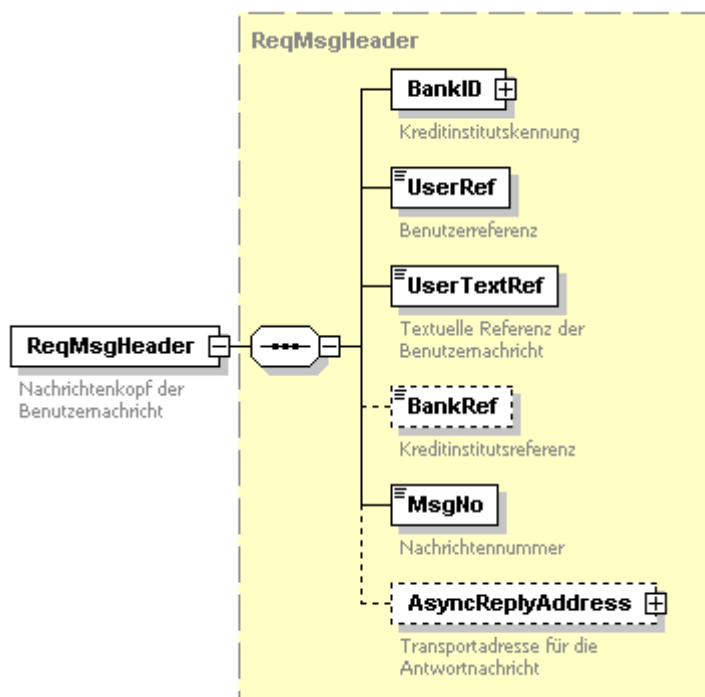 ReqMsgHeader
BankID
Kreditinstitutskennung
UserRef
Benutzerreferenz
UserTextRef
Textuelle Referenz der
Benutzernachricht
ReqMsgHeader
Nachrichtenkopf der
Benutzernachricht
BankRef
Kreditinstitutsreferenz
MsgNo
Nachrichtennummer
AsyncReplyAddress
Transportadresse für die
Antwortnachricht